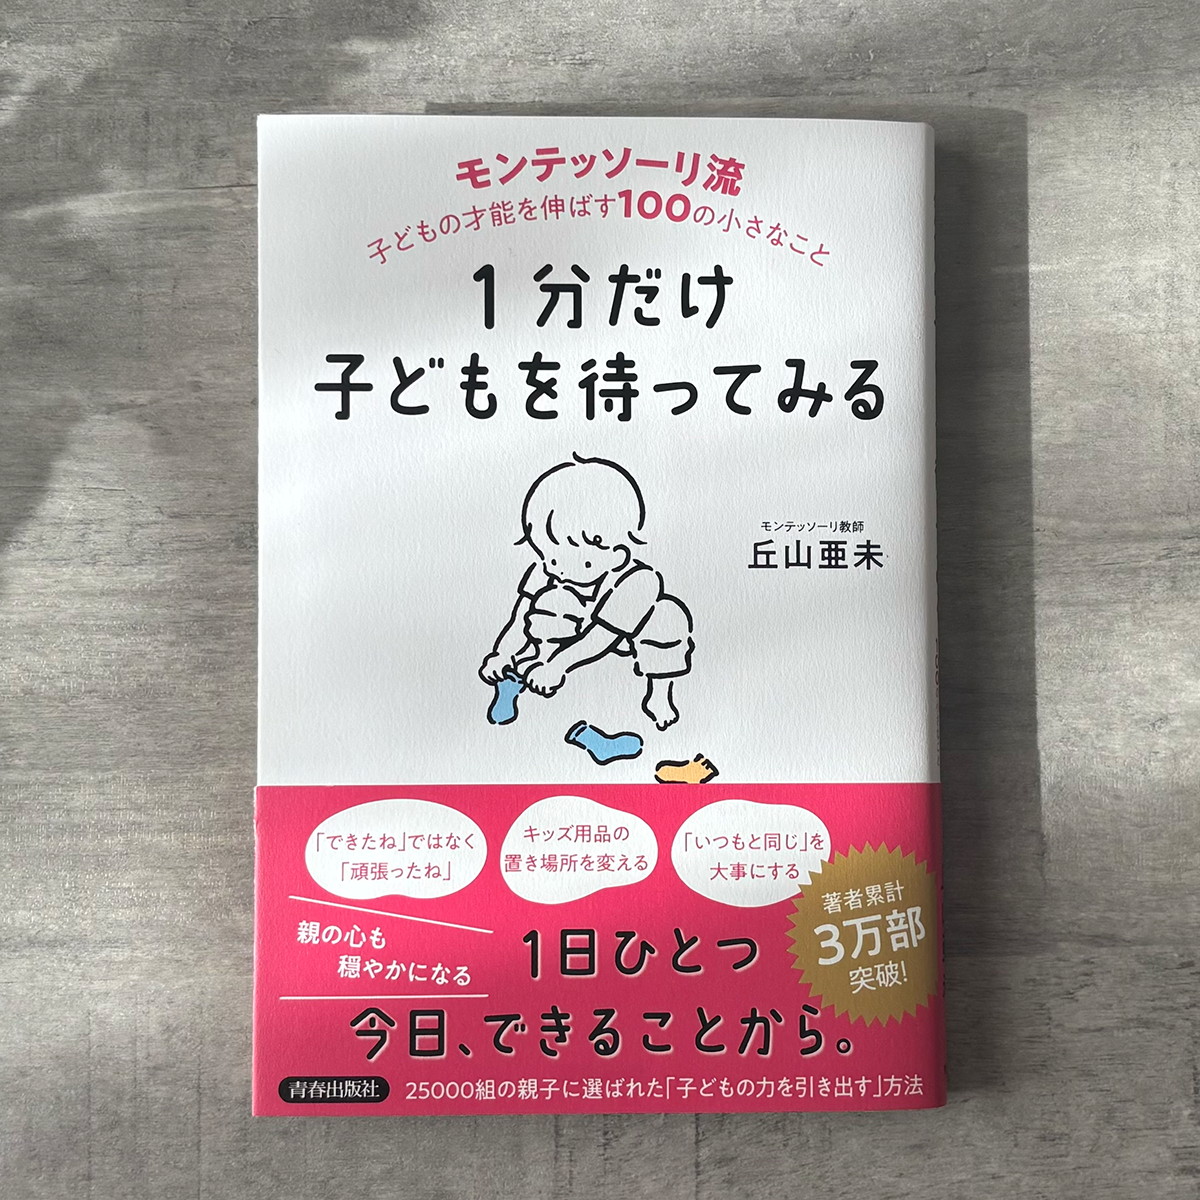 モンテッソーリ流
子どもの才能を伸ばす100の小さなこと
1分だけ
子どもを待ってみる
モンテッソーリ教師
丘山亜未
「できたね」ではなく
「頑張ったね」
キッズ用品の
置き場所を変える
「いつもと同じ」を
大事にする
著者累計
3万部
突破!
親の心も
穏やかになる
1日ひとつ
今日、できることから。
青春出版社
25000組の親子に選ばれた「子どもの力を引き出す」方法